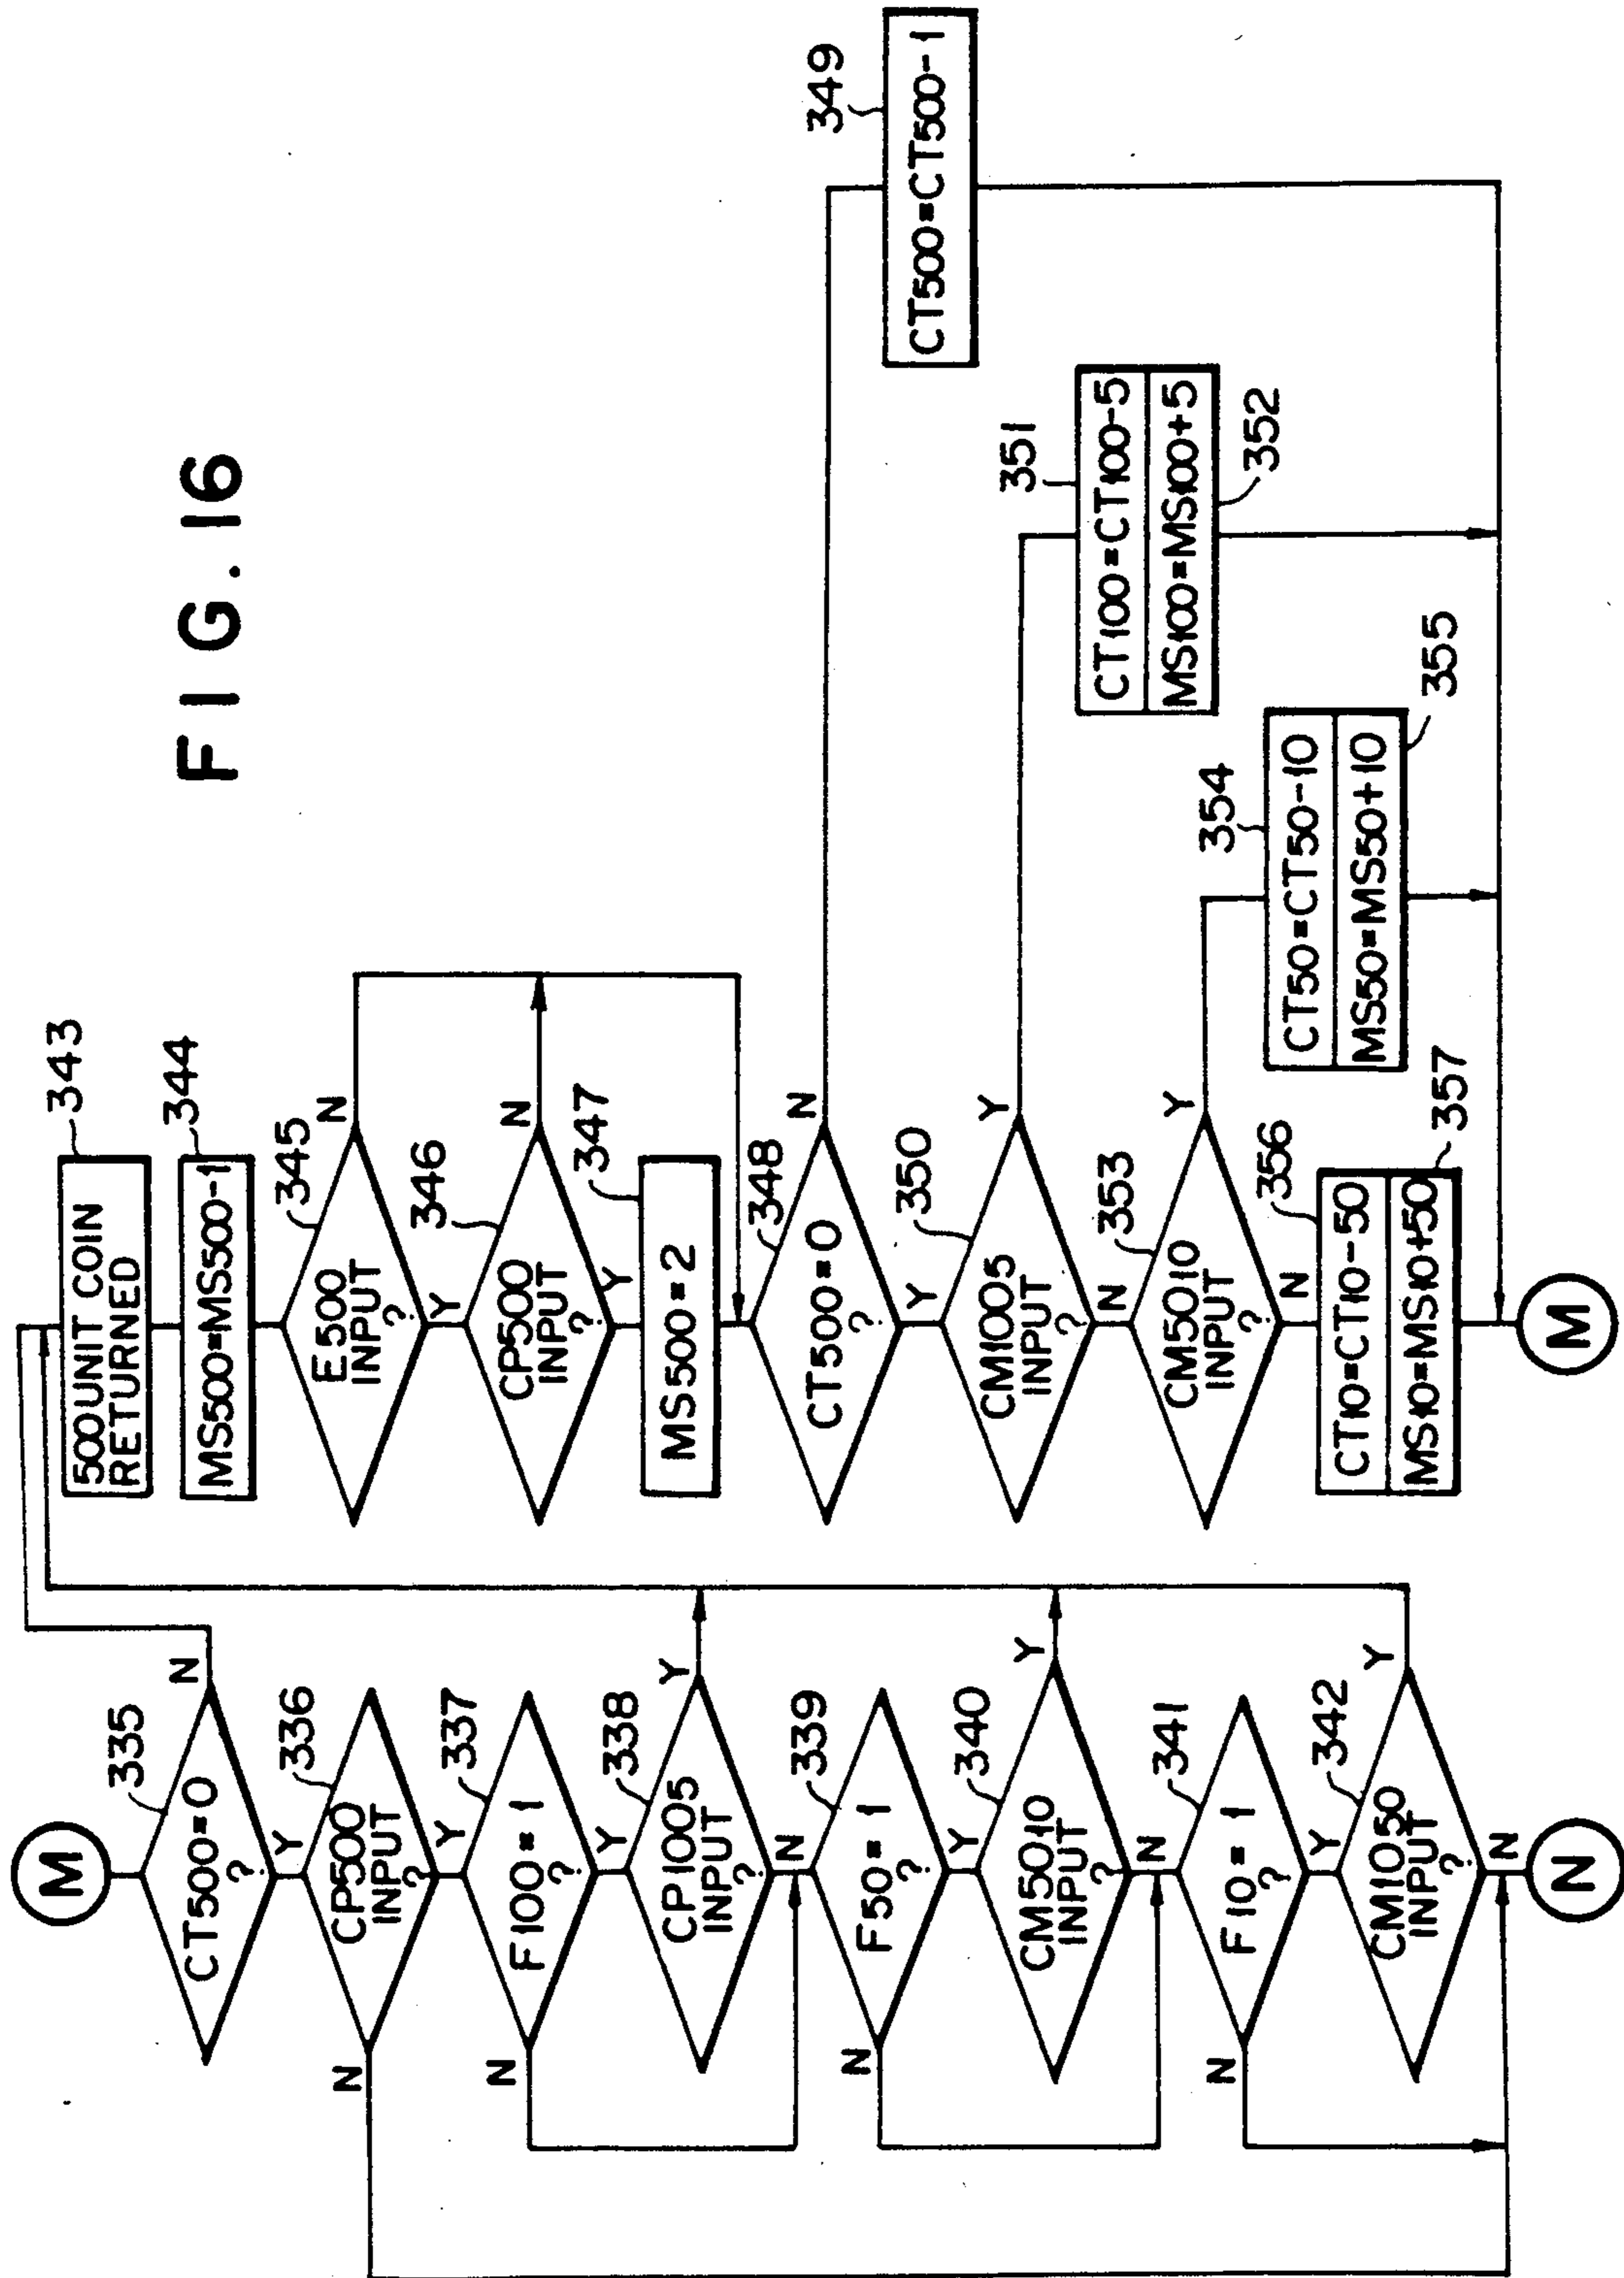 FIG. 16
M
335
CT500=0
?
N
Y
336
CP500
INPUT
?
N
Y
337
F100=1
?
N
Y
338
CP1005
INPUT
?
Y
N
339
F50=1
?
N
Y
340
CM5010
INPUT
?
Y
N
341
F10=1
?
N
Y
342
CM1050
INPUT
?
Y
N
N
343
500UNIT COIN
RETURNED
344
MS500=MS500-1
345
E500
INPUT
?
N
Y
346
CP500
INPUT
?
N
Y
347
MS500=2
348
CT500=0
?
N
Y
349
CT500=CT500-1
350
CM1005
INPUT
?
Y
N
351
CT100=CT100-5
MS100=MS100+5
352
353
CM5010
INPUT
?
Y
N
354
CT50=CT50-10
MS50=MS50+10
355
356
CT10=CT10-50
MS10=MS10+50
357
M